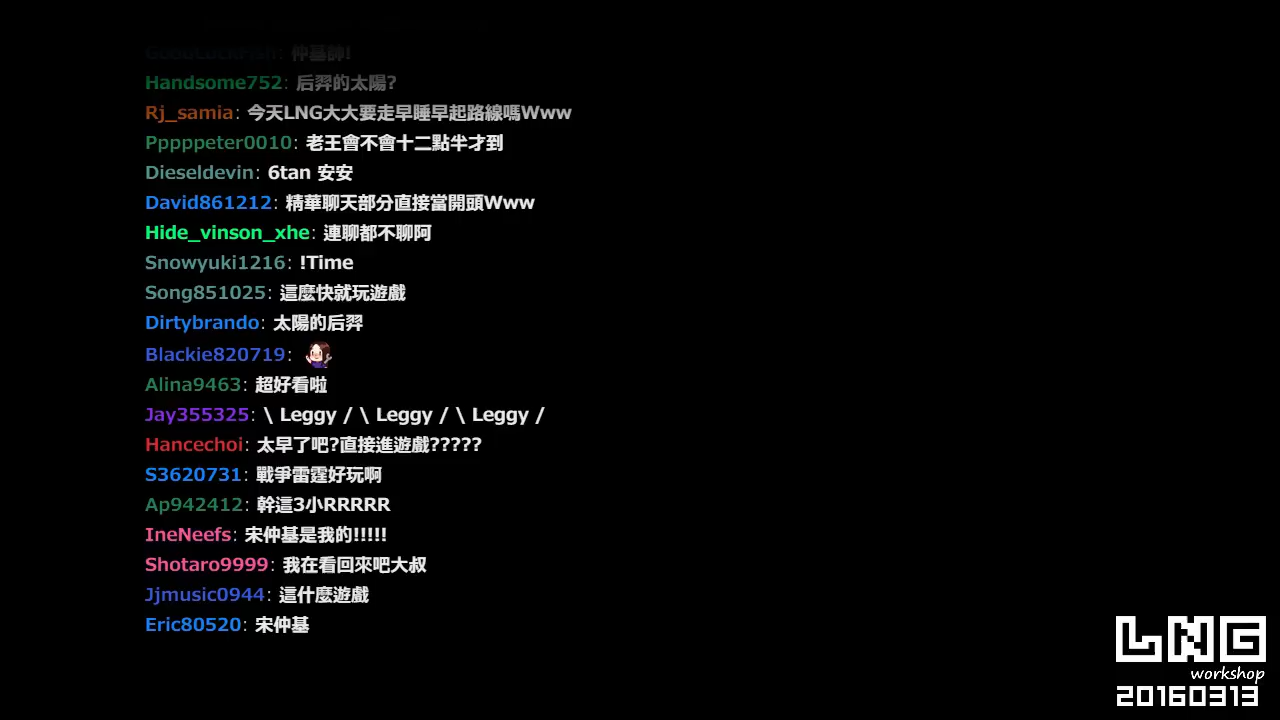 仲基帥!
Handsome752: 后羿的太陽?
Rj_samia: 今天LNG大大要走早睡早起路線嗎Www
Pppppeter0010: 老王會不會十二點半才到
Dieseldevin: 6tan 安安
David861212: 精華聊天部分直接當開頭Www
Hide_vinson_xhe: 連聊都不聊阿
Snowyuki1216: !Time
Song851025: 這麼快就玩遊戲
Dirtybrando: 太陽的后羿
Blackie820719:
Alina9463: 超好看啦
Jay355325: \ Leggy / \ Leggy / \ Leggy /
Hancechoi: 太早了吧?直接進遊戲?????
S3620731: 戰爭雷霆好玩啊
Ap942412: 幹這3小RRRRR
IneNeefs: 宋仲基是我的!!!!!
Shotaro9999: 我在看回來吧大叔
Jjmusic0944: 這什麼遊戲
Eric80520: 宋仲基
LNG
workshop
20160313